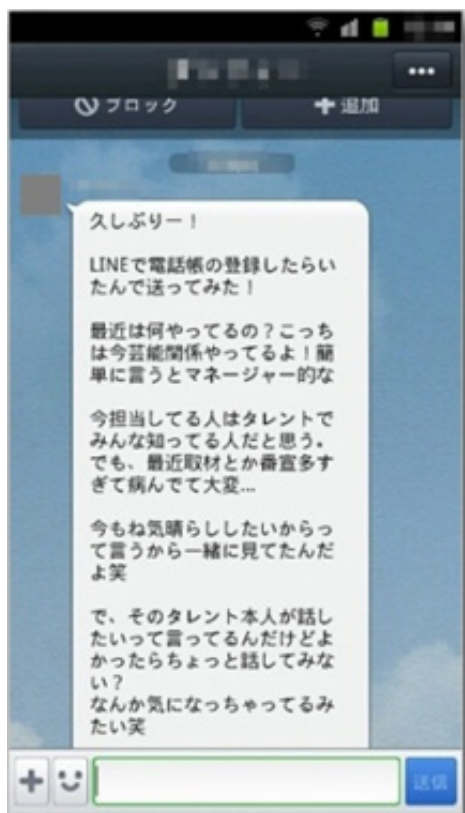 ブロック
追加
久しぶりー！
LINEで電話帳の登録したらい
たんで送ってみた！
最近は何やってるの？こっち
は今芸能関係やってるよ！簡
単に言うとマネージャー的な
今担当してる人はタレントで
みんな知ってる人だと思う。
でも、最近取材とか番宣多す
ぎて病んでて大変…
今もね気晴らししたいからっ
て言うから一緒に見てたんだ
よ笑
で、そのタレント本人が話し
たいって言ってるんだけどよ
かったらちょっと話してみな
い？
なんか気になっちゃってるみ
たい笑
送信